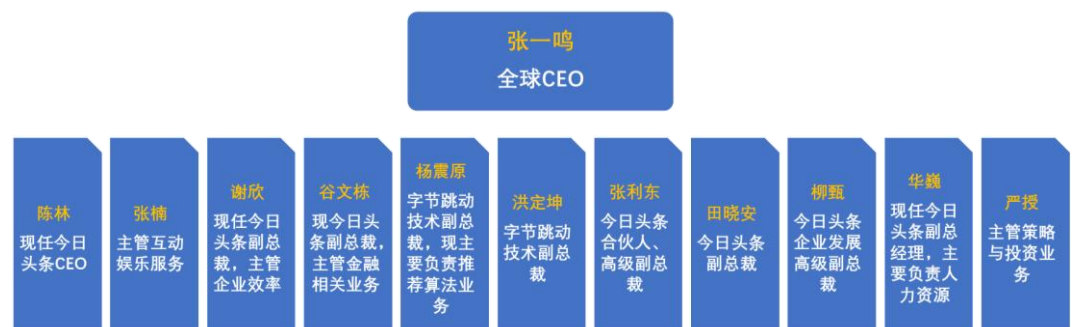 张一鸣
全球CEO
陈林
现任今日
头条CEO
张楠
主管互动
娱乐服务
谢欣
现任今日
头条副总
裁，主管
企业效率
谷文栋
现今日头
条副总裁，
主管金融
相关业务
杨震原
字节跳动
技术副总
裁，现主
要负责推
荐算法业
务
洪定坤
字节跳动
技术副总
裁
张利东
今日头条
合伙人、
高级副总
裁
田晓安
今日头条
副总裁
柳甄
今日头条
企业发展
高级副总
裁
华巍
现任今日
头条副总
经理，主
要负责人
力资源
严授
主管策略
与投资业
务